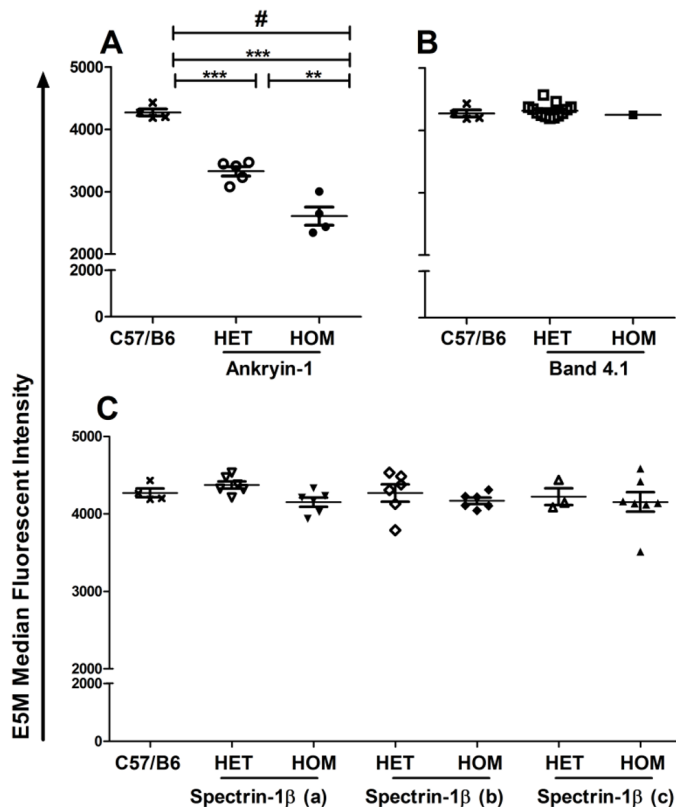 A
#
***
***
**
B
5000
4000
3000
2000
2000
0
C57/B6
HET
HOM
Ankryin-1
C57/B6
HET
HOM
Band 4.1
C
E5M Median Fluorescent Intensity
5000
4000
3000
2000
2000
0
C57/B6
HET
HOM
HET
HOM
HET
HOM
Spectrin-1β (a)
Spectrin-1β (b)
Spectrin-1β (c)